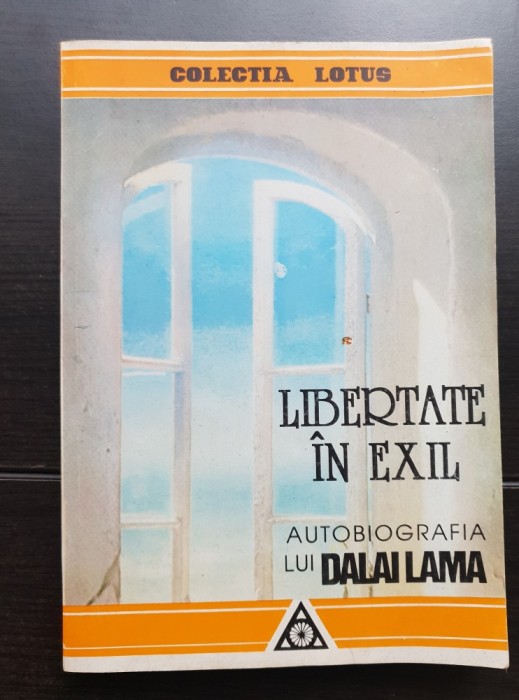 COLECTIA LOTUS
LIBERTATE
ÎN EXIL
AUTOBIOGRAFIA
LUI DALAI LAMA